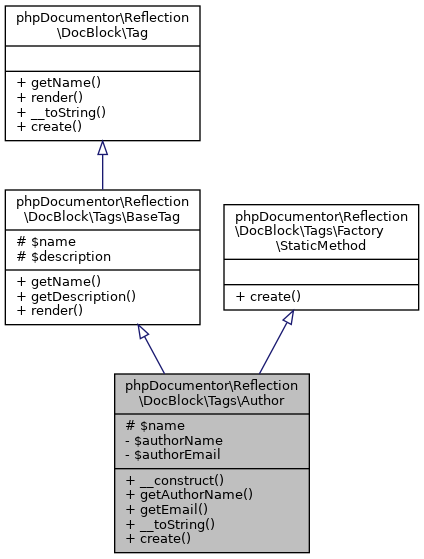 phpDocumentor\Reflection
\DocBlock\Tag
+ getName()
+ render()
+ __toString()
+ create()
phpDocumentor\Reflection
\DocBlock\Tags\BaseTag
# $name
# $description
+ getName()
+ getDescription()
+ render()
phpDocumentor\Reflection
\DocBlock\Tags\Factory
\StaticMethod
+ create()
phpDocumentor\Reflection
\DocBlock\Tags\Author
# $name
- $authorName
- $authorEmail
+ __construct()
+ getAuthorName()
+ getEmail()
+ __toString()
+ create()